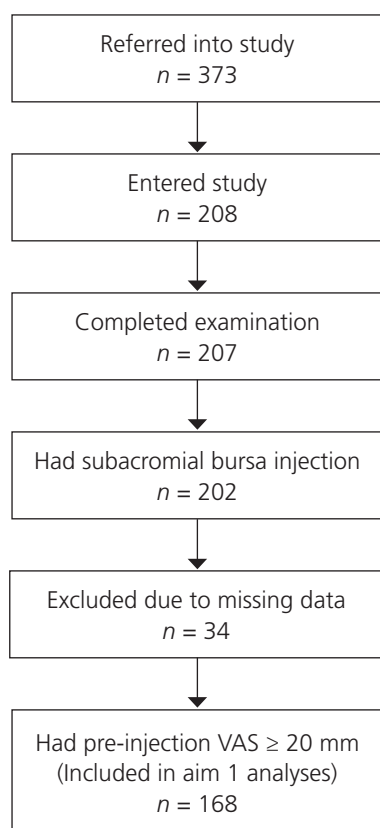 Referred into study
n = 373
Entered study
n = 208
Completed examination
n = 207
Had subacromial bursa injection
n = 202
Excluded due to missing data
n = 34
Had pre-injection VAS ≥ 20 mm
(Included in aim 1 analyses)
n = 168